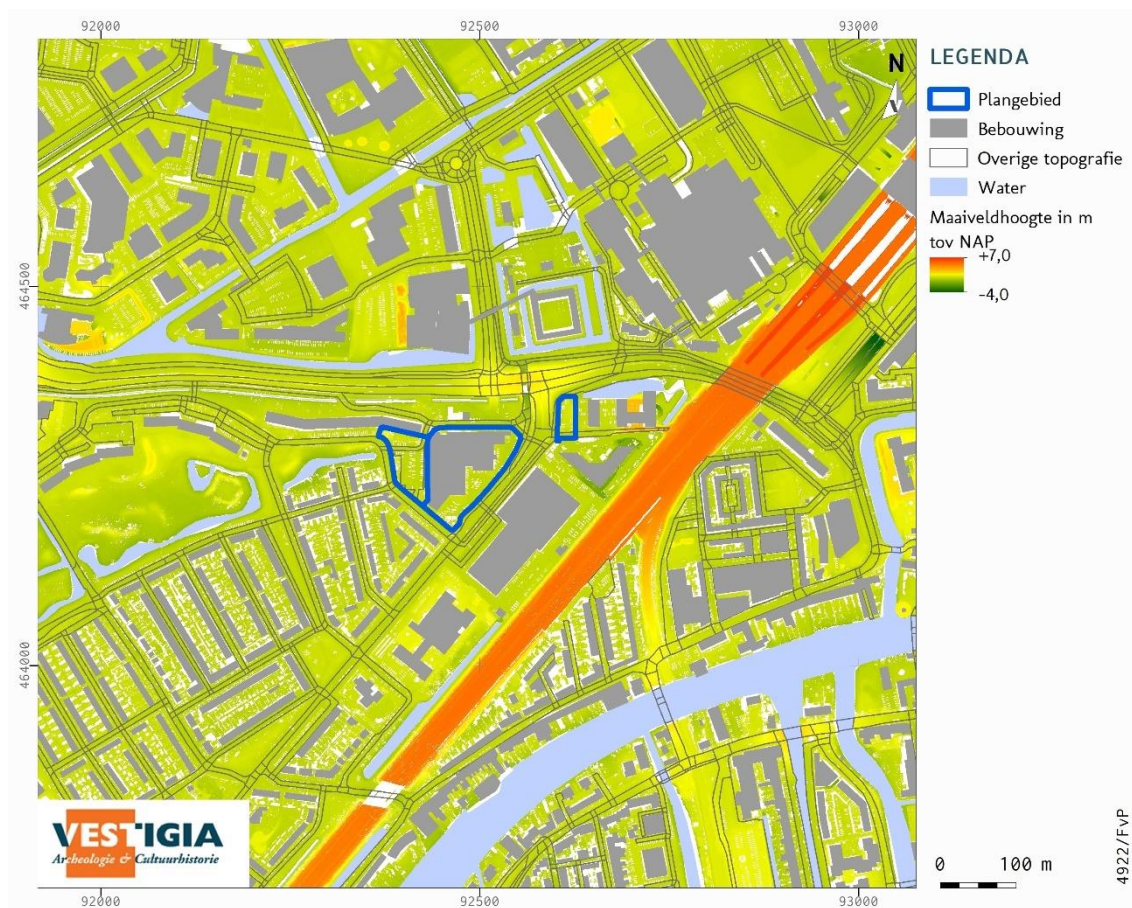 92000 92500 93000
LEGENDA
N
Plangebied
Bebouwing
Overige topografie
Water
Maaiveldhoogte in m
tov NAP
+7,0
-4,0
464500
464000
VESTIGIA
Archeologie & Cultuurhistorie
0 100 m
4922/FvP
92000 92500 93000